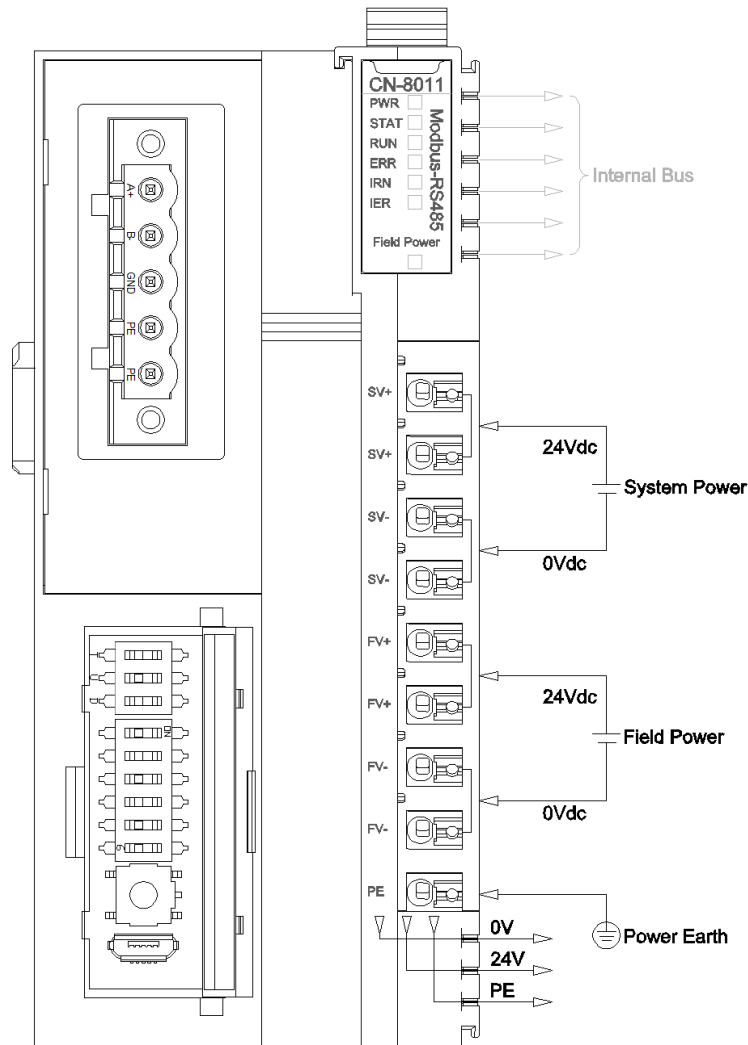 CN-8011
PWR
STAT
RUN
ERR
IRN
IER
Modbus-RS485
Field Power
Internal Bus
A+
B-
GND
PE
PE
SV+
SV+
SV-
SV-
FV+
FV+
FV-
FV-
PE
24Vdc
System Power
0Vdc
24Vdc
Field Power
0Vdc
Power Earth
0V
24V
PE